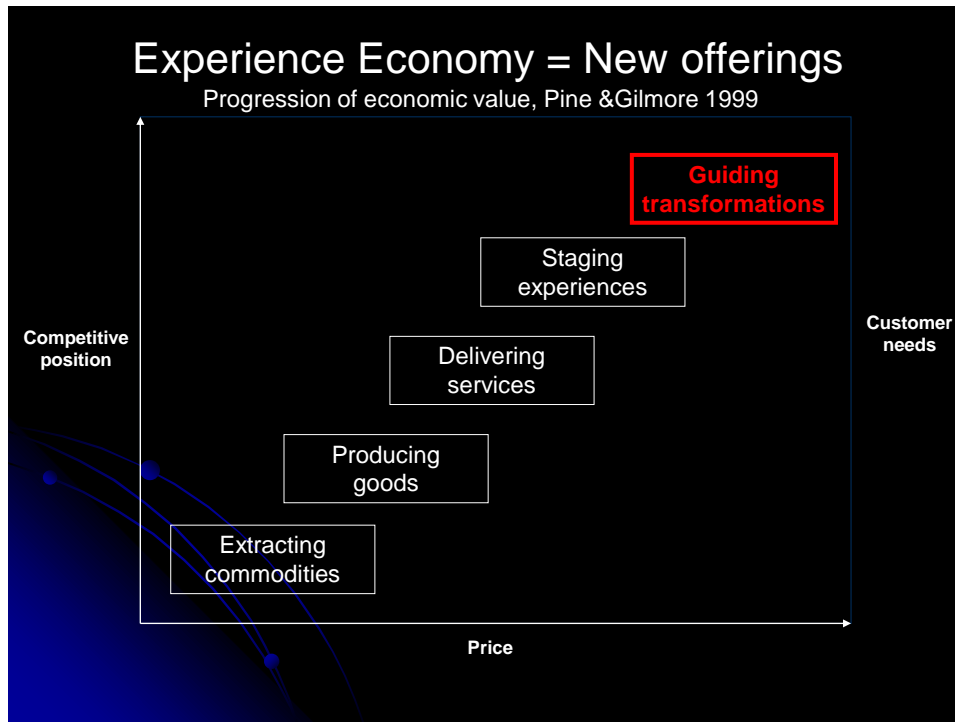 Experience Economy = New offerings
Progression of economic value, Pine &Gilmore 1999
Guiding
transformations
Staging
experiences
Customer
needs
Competitive
position
Delivering
services
Producing
goods
Extracting
commodities
Price